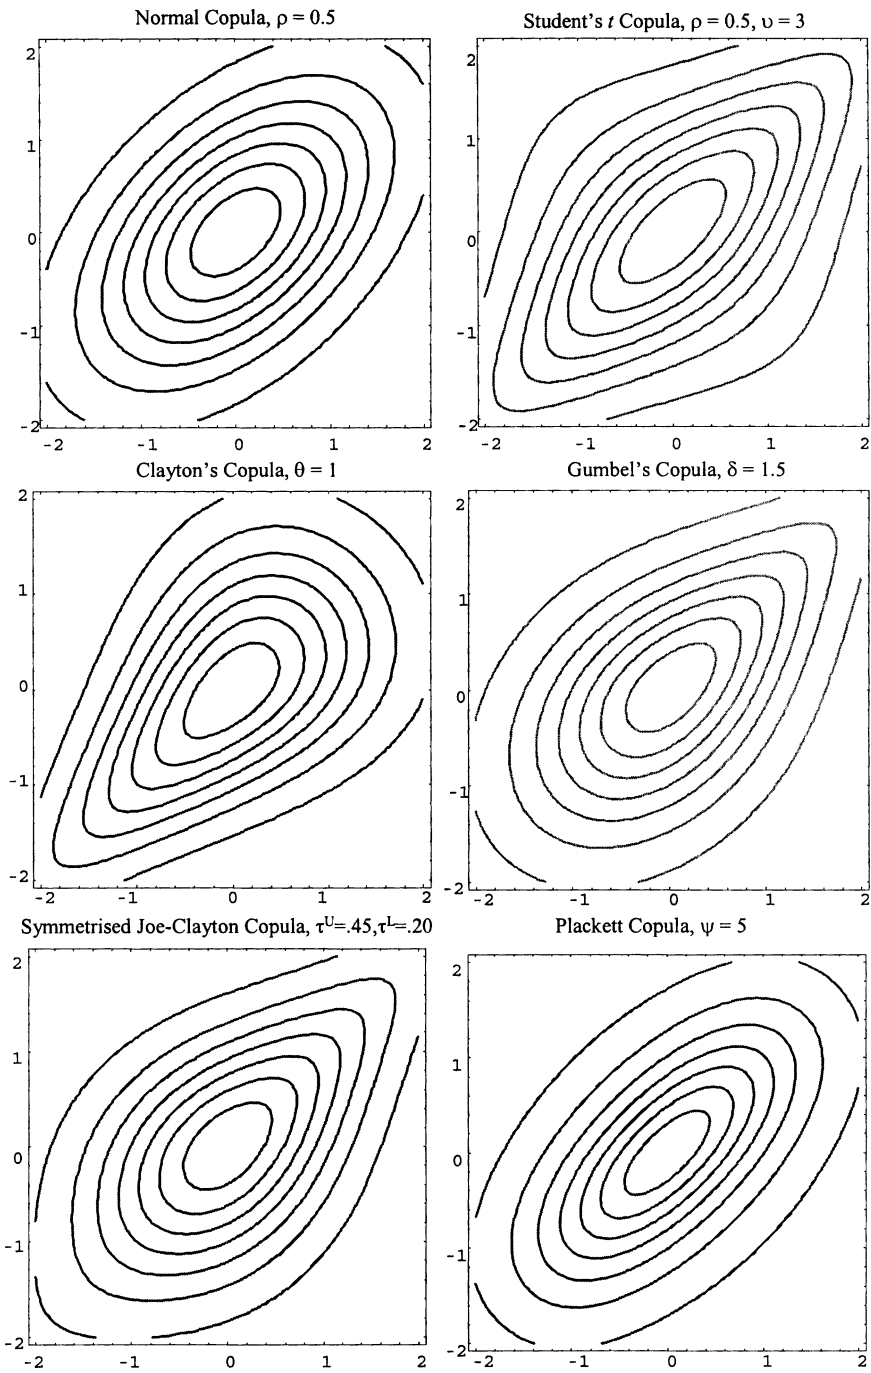 Normal Copula, ρ = 0.5
Student's t Copula, ρ = 0.5, υ = 3
2
1
0
-1
-2
-2 -1 0 1 2
2
1
0
-1
-2
-2 -1 0 1 2
Clayton's Copula, θ = 1
Gumbel's Copula, δ = 1.5
2
1
0
-1
-2
-2 -1 0 1 2
2
1
0
-1
-2
-2 -1 0 1 2
Symmetrised Joe-Clayton Copula, τᵁ=.45,τᴸ=.20
Plackett Copula, ψ = 5
2
1
0
-1
-2
-2 -1 0 1 2
2
1
0
-1
-2
-2 -1 0 1 2